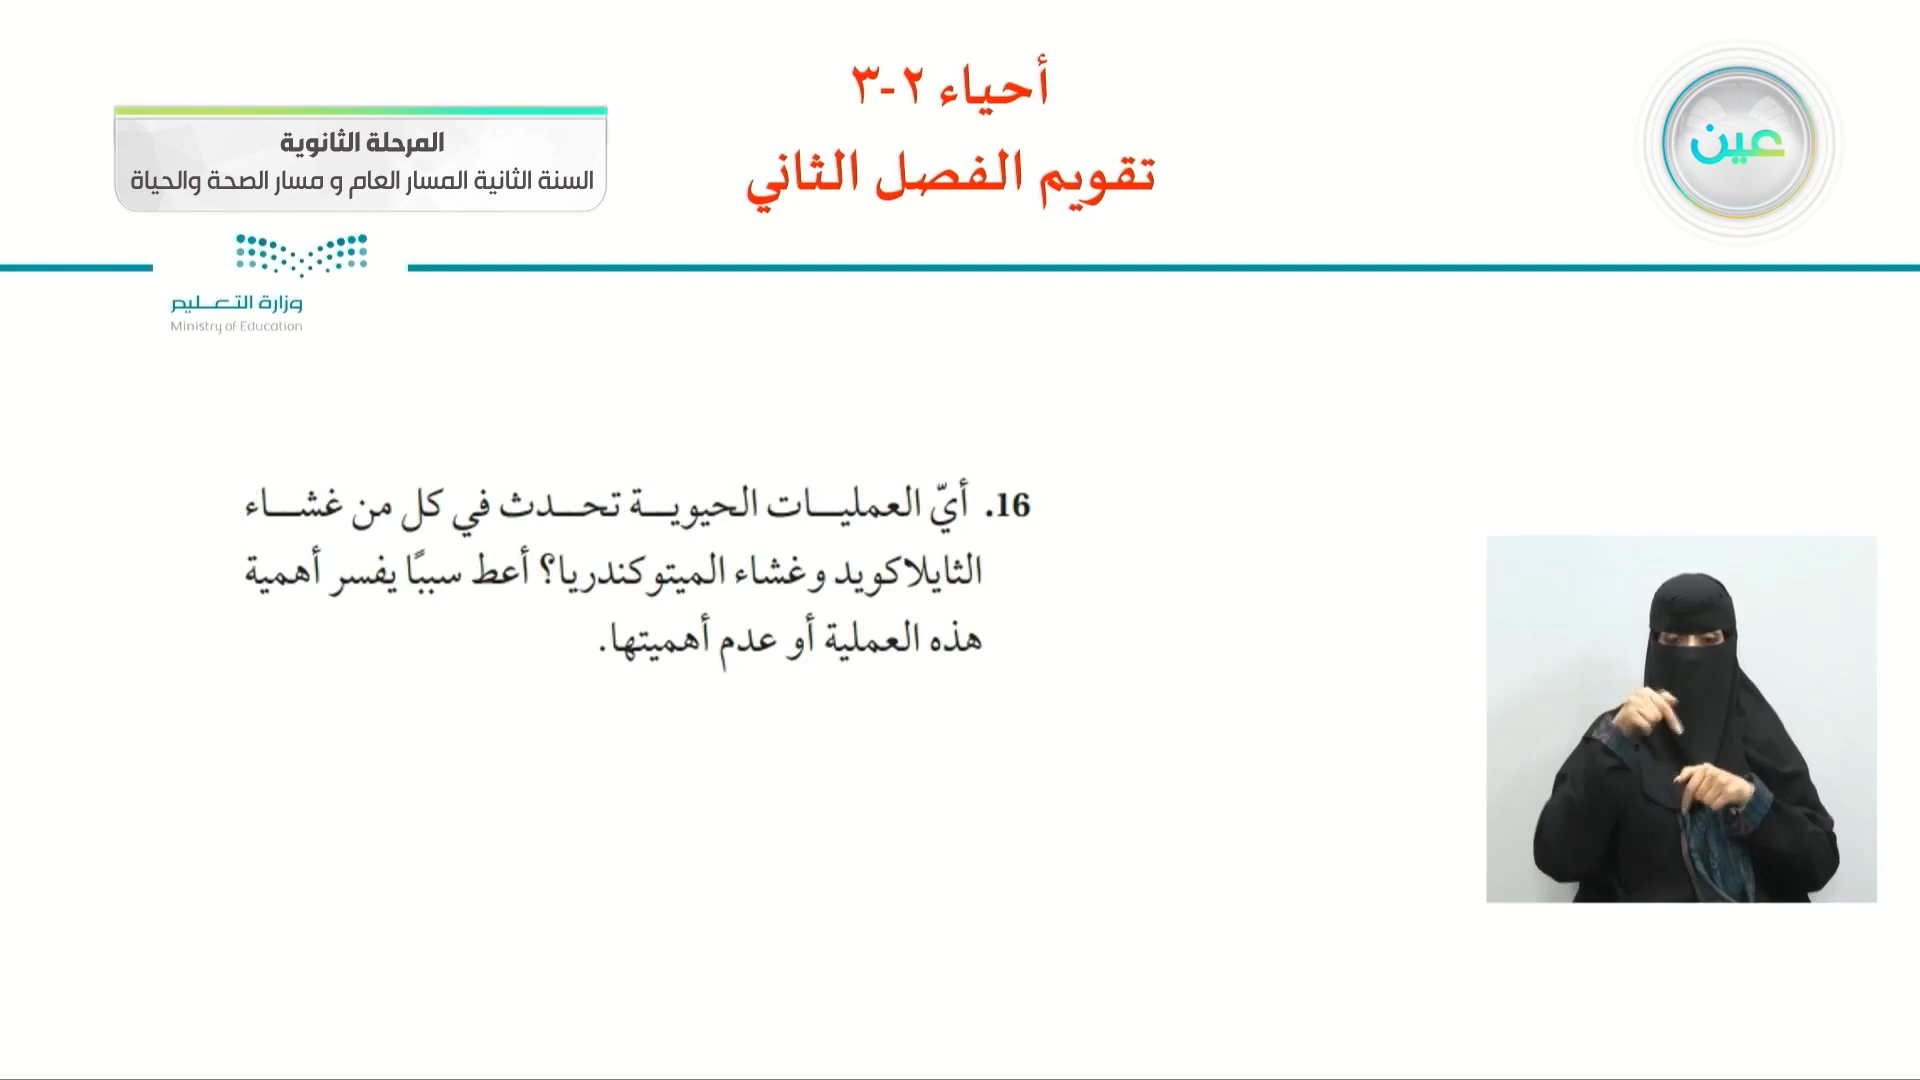 أحياء ٢-٣
تقويم الفصل الثاني
عين
المرحلة الثانوية
السنة الثانية المسار العام و مسار الصحة والحياة
وزارة التعليم
Ministry of Education
16. أيّ العمليات الحيوية تحدث في كل من غشاء
الثايلاكويد وغشاء الميتوكندريا؟ أعط سببًا يفسر أهمية
هذه العملية أو عدم أهميتها.